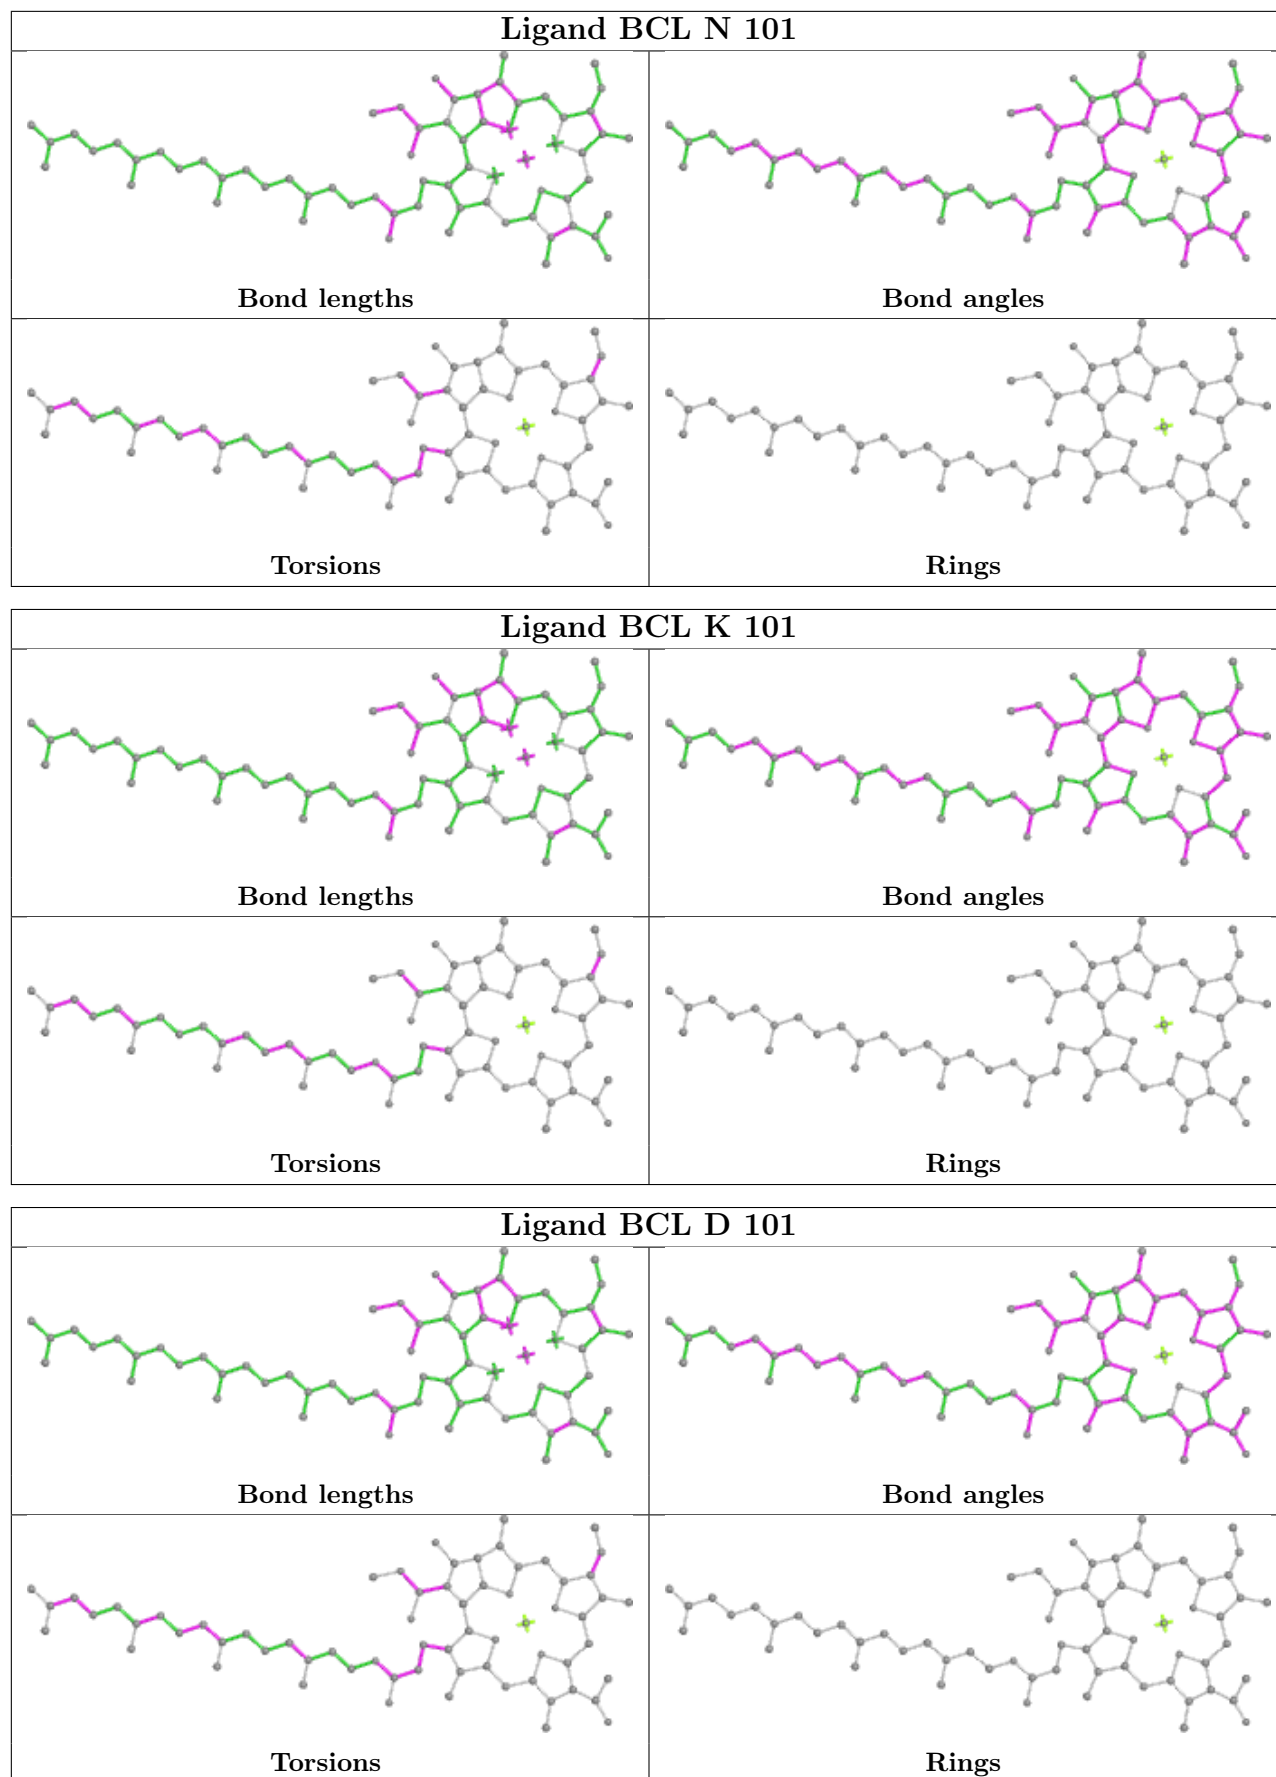 Ligand BCL N 101
Bond lengths
Bond angles
Torsions
Rings
Ligand BCL K 101
Bond lengths
Bond angles
Torsions
Rings
Ligand BCL D 101
Bond lengths
Bond angles
Torsions
Rings